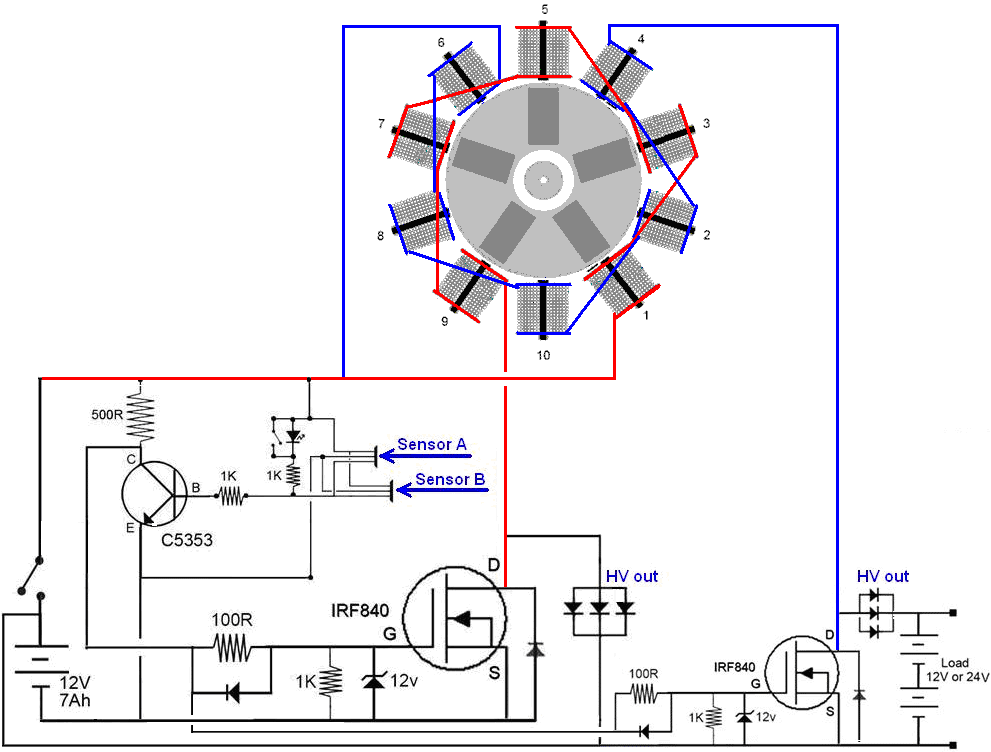 5
6
4
7
3
8
2
9
1
10
500R
C
Sensor A
1K
1K
B
Sensor B
E
C5353
D
HV out
HV out
IRF840
100R
G
D
S
1K
12v
12V
7Ah
IRF840
100R
G
Load
12V or 24V
1K
12v
S